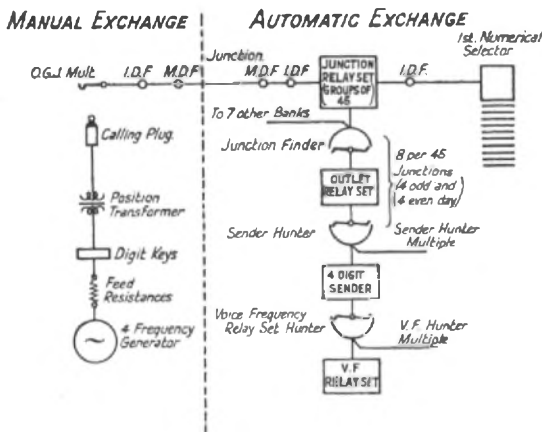 MANUAL EXCHANGE
AUTOMATIC EXCHANGE
O.G.J. Mult.
I.D.F
M.D.F
Junction
M.D.F
I.D.F
JUNCTION
RELAY SET
(GROUPS OF
45)
I.D.F.
1st. Numerical
Selector
To 7 other Banks
Calling Plug.
Junction Finder
8 per 45
Junctions
(4 odd and
4 even day)
OUTLET
RELAY SET
Position
Transformer
Sender Hunter
Sender Hunter
Multiple
Digit Keys
4 DIGIT
SENDER
Feed
Resistances
Voice Frequency
Relay Set Hunter
V.F. Hunter
Multiple
4 Frequency
Generator
V.F
RELAY SET